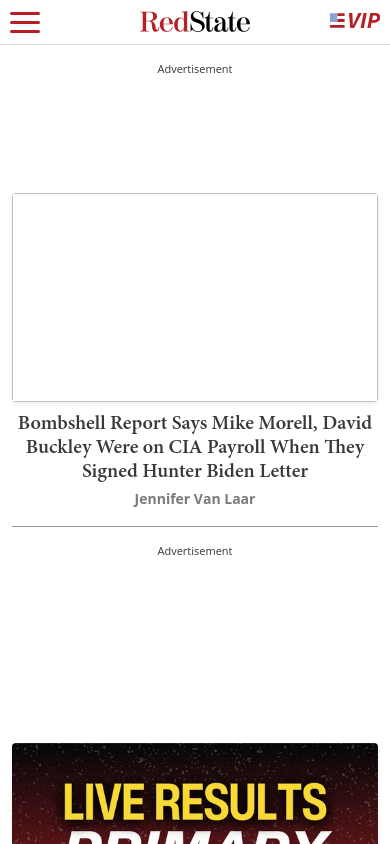 RedState
VIP
Advertisement
Bombshell Report Says Mike Morell, David
Buckley Were on CIA Payroll When They
Signed Hunter Biden Letter
Jennifer Van Laar
Advertisement
LIVE RESULTS
PRIMARY